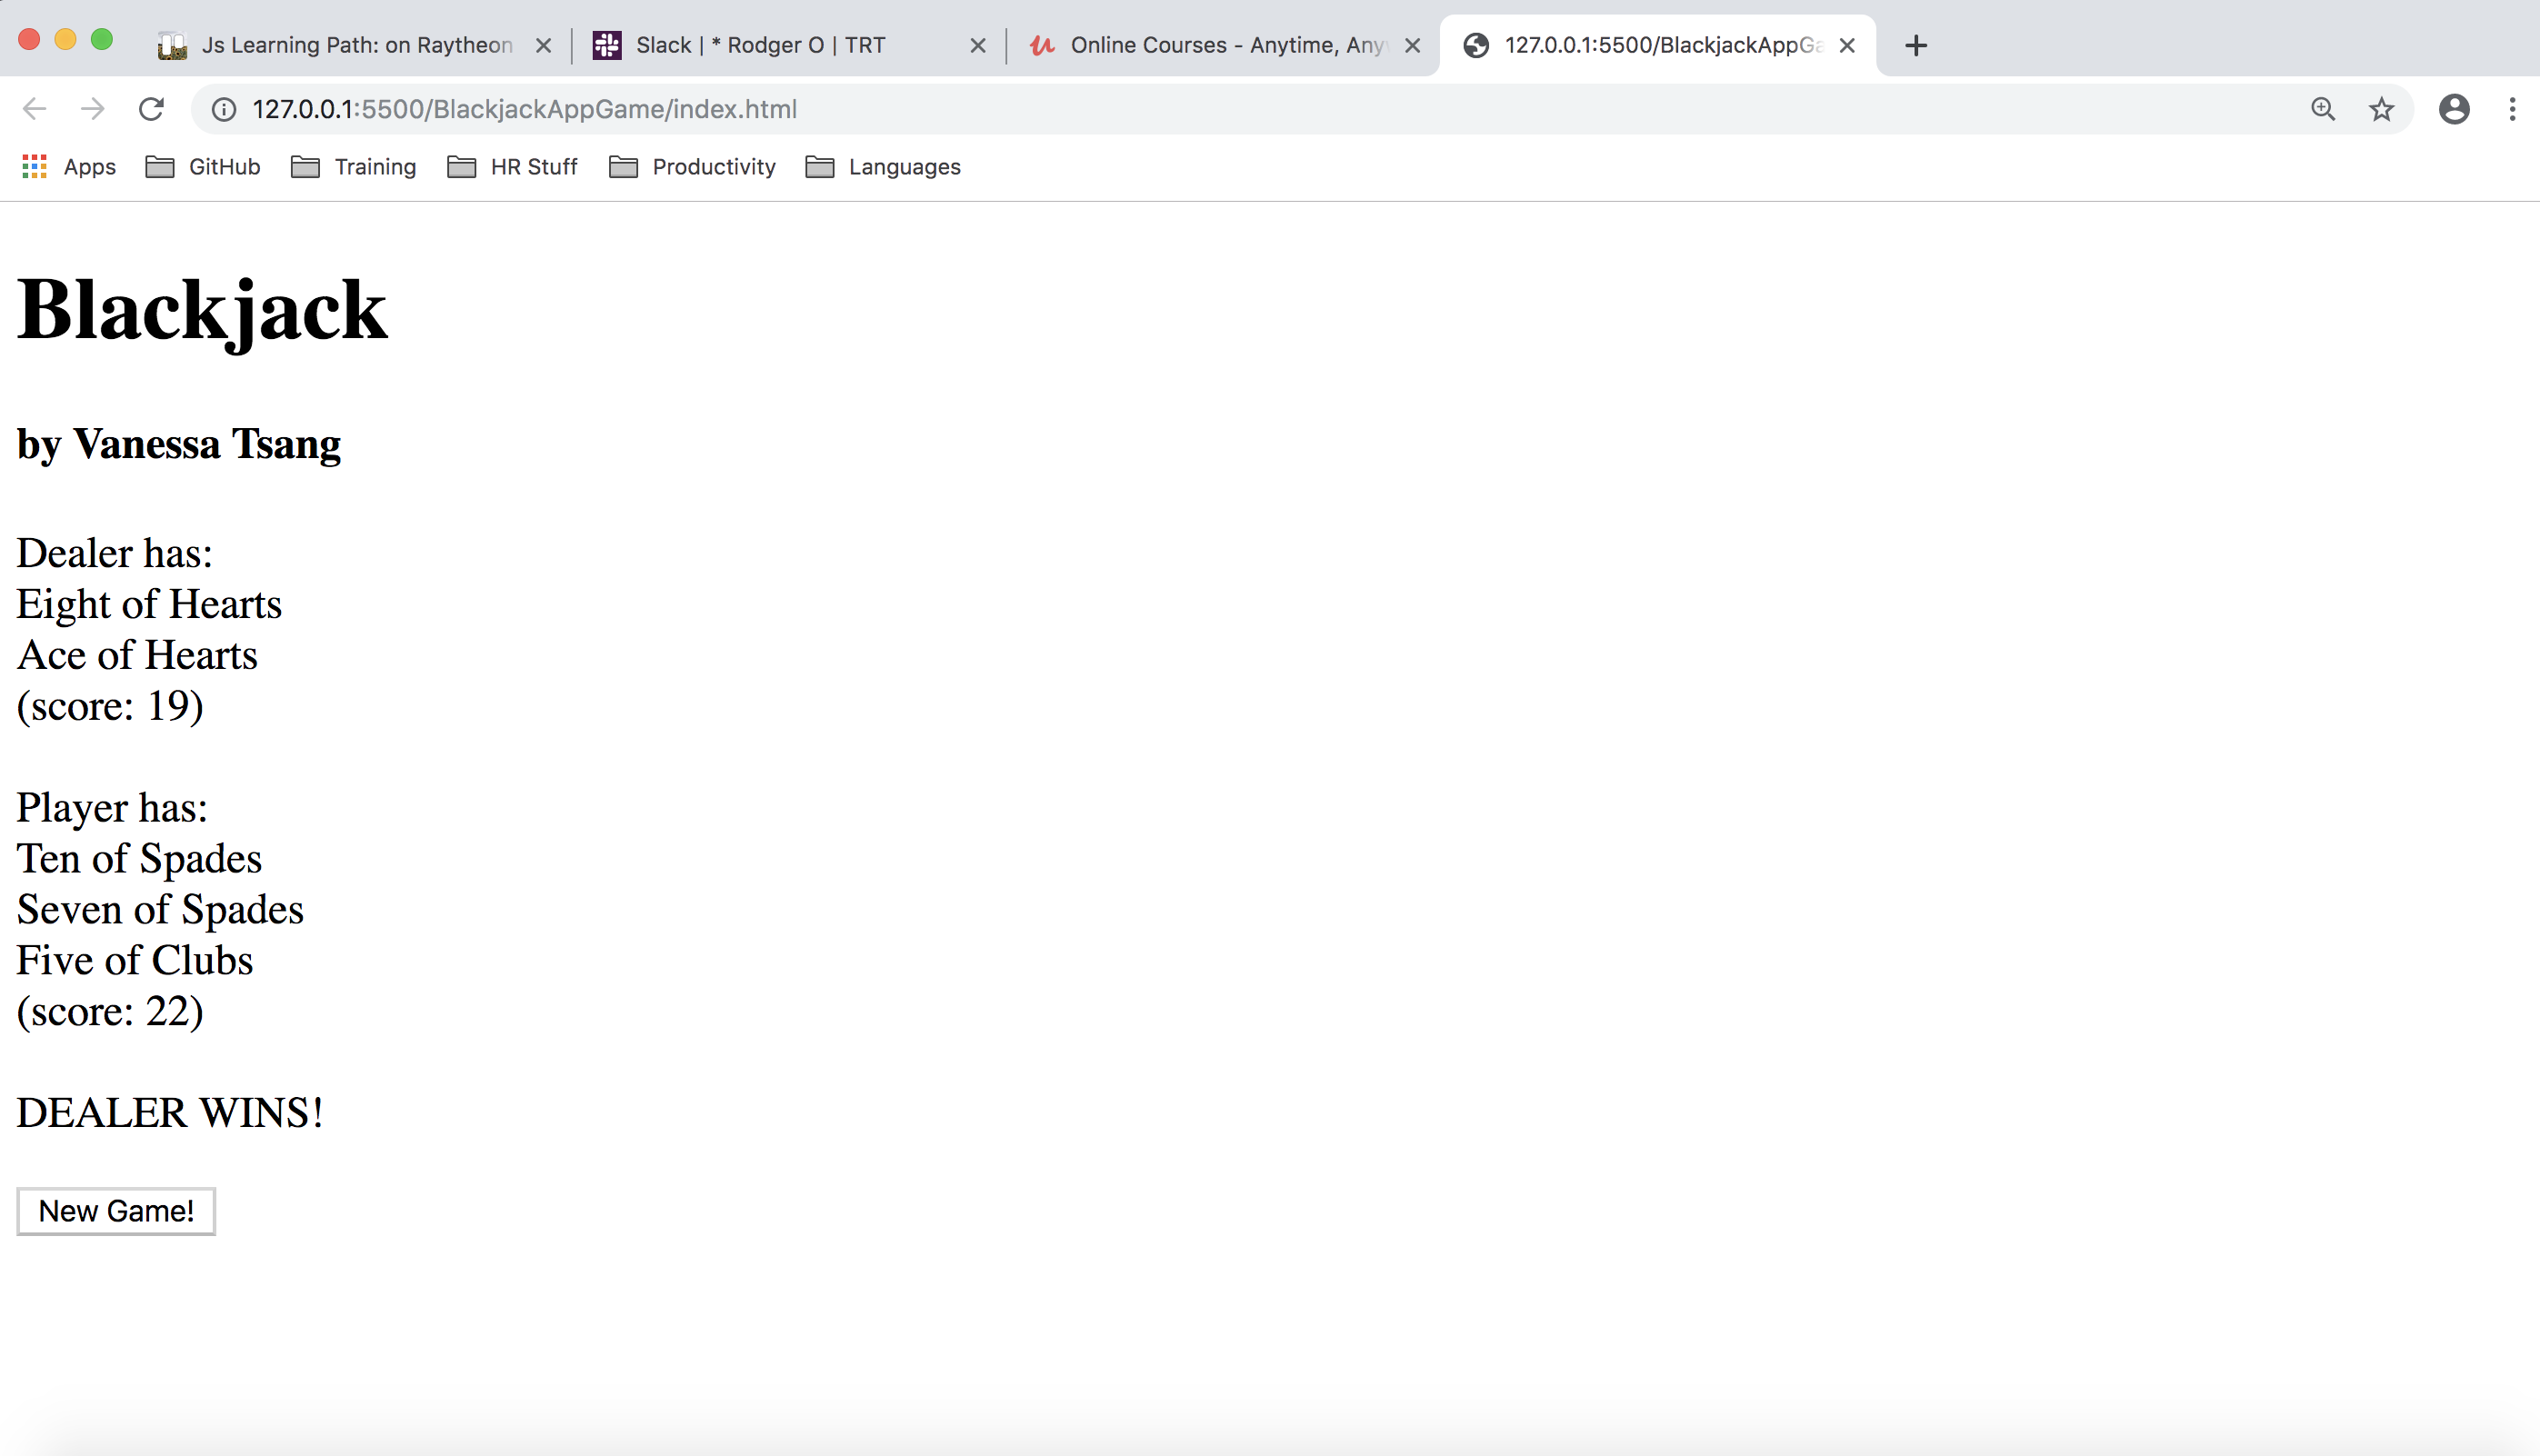 Js Learning Path: on Raytheon
Slack | * Rodger O | TRT
Online Courses - Anytime, Any
127.0.0.1:5500/BlackjackAppGa
127.0.0.1:5500/BlackjackAppGame/index.html
Apps GitHub Training HR Stuff Productivity Languages
Blackjack
by Vanessa Tsang
Dealer has:
Eight of Hearts
Ace of Hearts
(score: 19)
Player has:
Ten of Spades
Seven of Spades
Five of Clubs
(score: 22)
DEALER WINS!
New Game!